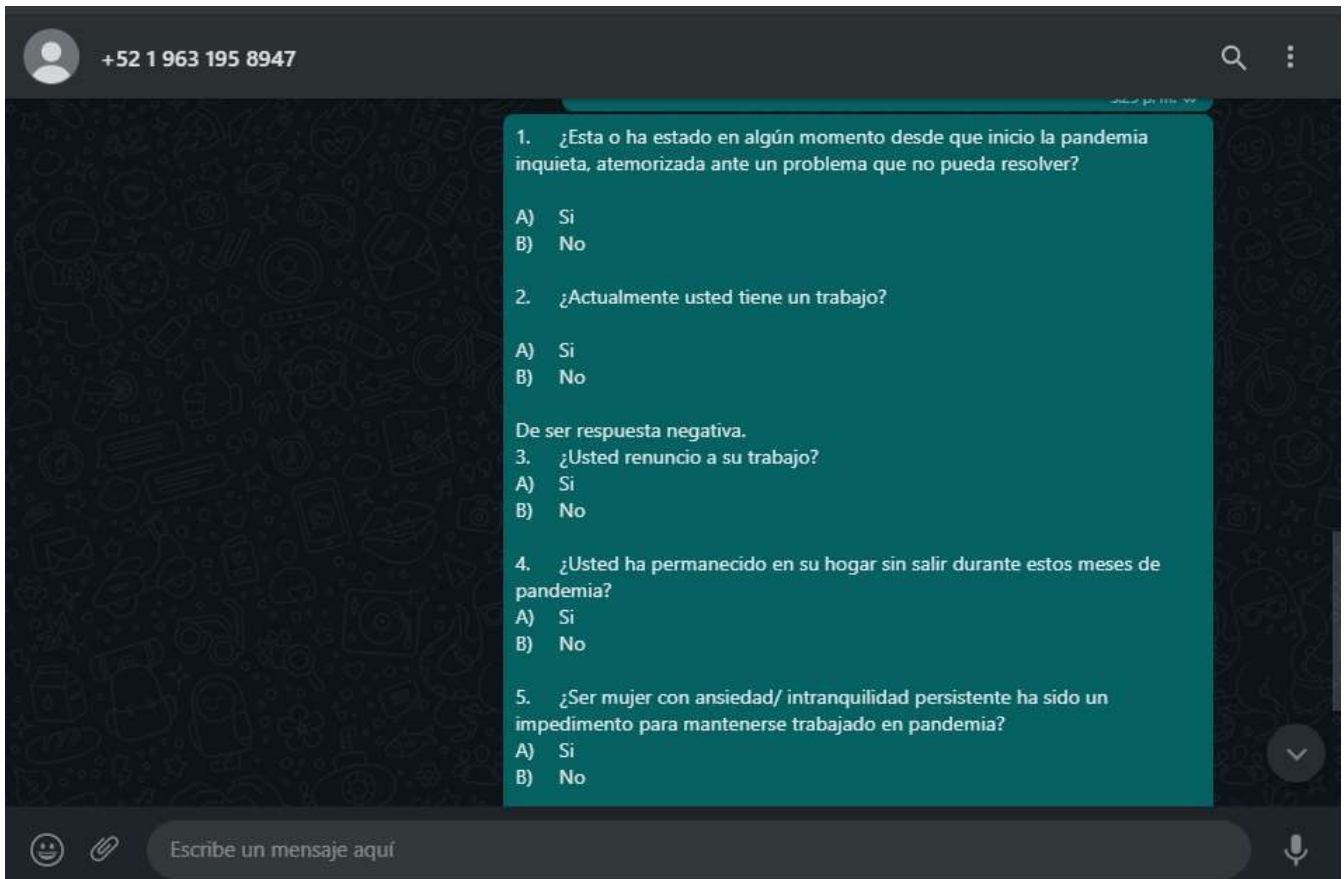 +52 1 963 195 8947
1. ¿Esta o ha estado en algún momento desde que inicio la pandemia
inquieta, atemorizada ante un problema que no pueda resolver?
A) Si
B) No
2. ¿Actualmente usted tiene un trabajo?
A) Si
B) No
De ser respuesta negativa.
3. ¿Usted renuncio a su trabajo?
A) Si
B) No
4. ¿Usted ha permanecido en su hogar sin salir durante estos meses de
pandemia?
A) Si
B) No
5. ¿Ser mujer con ansiedad/ intranquilidad persistente ha sido un
impedimento para mantenerse trabajado en pandemia?
A) Si
B) No
Escribe un mensaje aquí